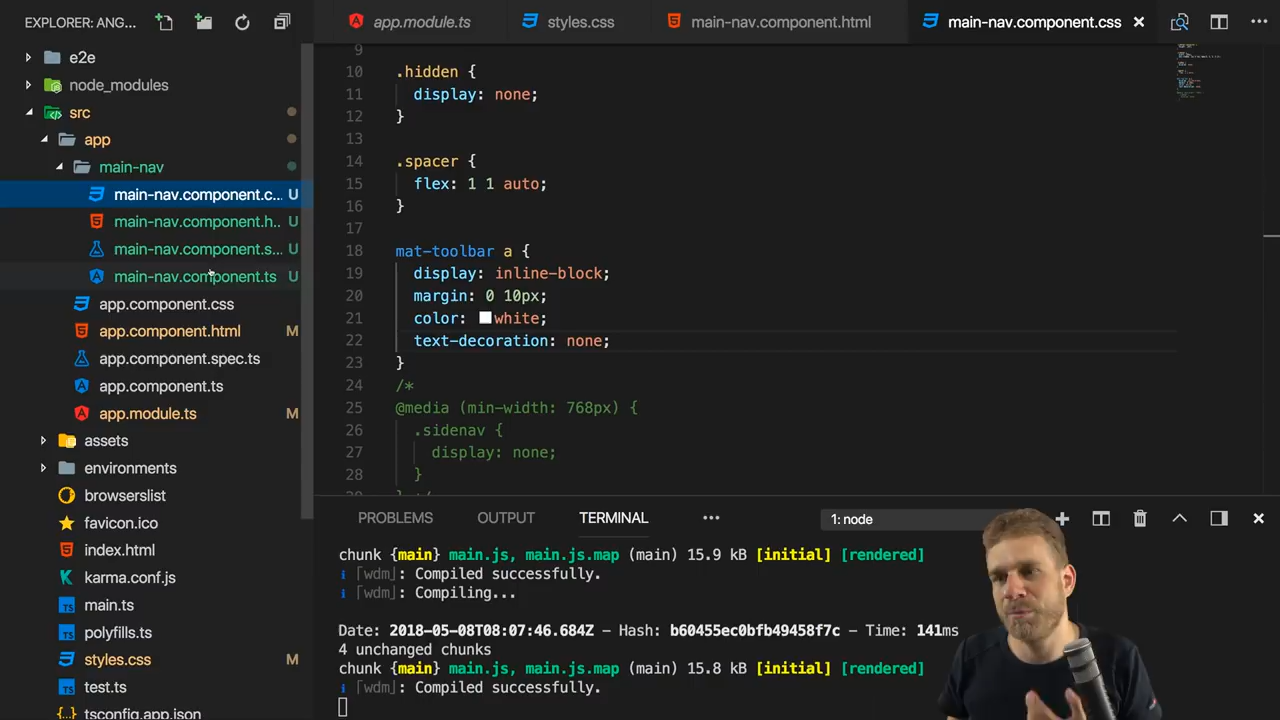 EXPLORER: ANG...
e2e
node_modules
src
app
main-nav
main-nav.component.c... U
main-nav.component.h.. U
main-nav.component.s... U
main-nav.component.ts U
app.component.css
app.component.html M
app.component.spec.ts
app.component.ts
app.module.ts M
assets
environments
browserslist
favicon.ico
index.html
karma.conf.js
main.ts
polyfills.ts
styles.css M
test.ts
tsconfig.app.json
app.module.ts styles.css main-nav.component.html main-nav.component.css
9
10 .hidden {
11 display: none;
12 }
13
14 .spacer {
15 flex: 1 1 auto;
16 }
17
18 mat-toolbar a {
19 display: inline-block;
20 margin: 0 10px;
21 color: white;
22 text-decoration: none;
23 }
24 /*
25 @media (min-width: 768px) {
26 .sidenav {
27 display: none;
28 }
29 } */
PROBLEMS OUTPUT TERMINAL ... 1: node
chunk {main} main.js, main.js.map (main) 15.9 kB [initial] [rendered]
ℹ ｢wdm｣: Compiled successfully.
ℹ ｢wdm｣: Compiling...
Date: 2018-05-08T08:07:46.684Z - Hash: b60455ec0bfb49458f7c - Time: 141ms
4 unchanged chunks
chunk {main} main.js, main.js.map (main) 15.8 kB [initial] [rendered]
ℹ ｢wdm｣: Compiled successfully.